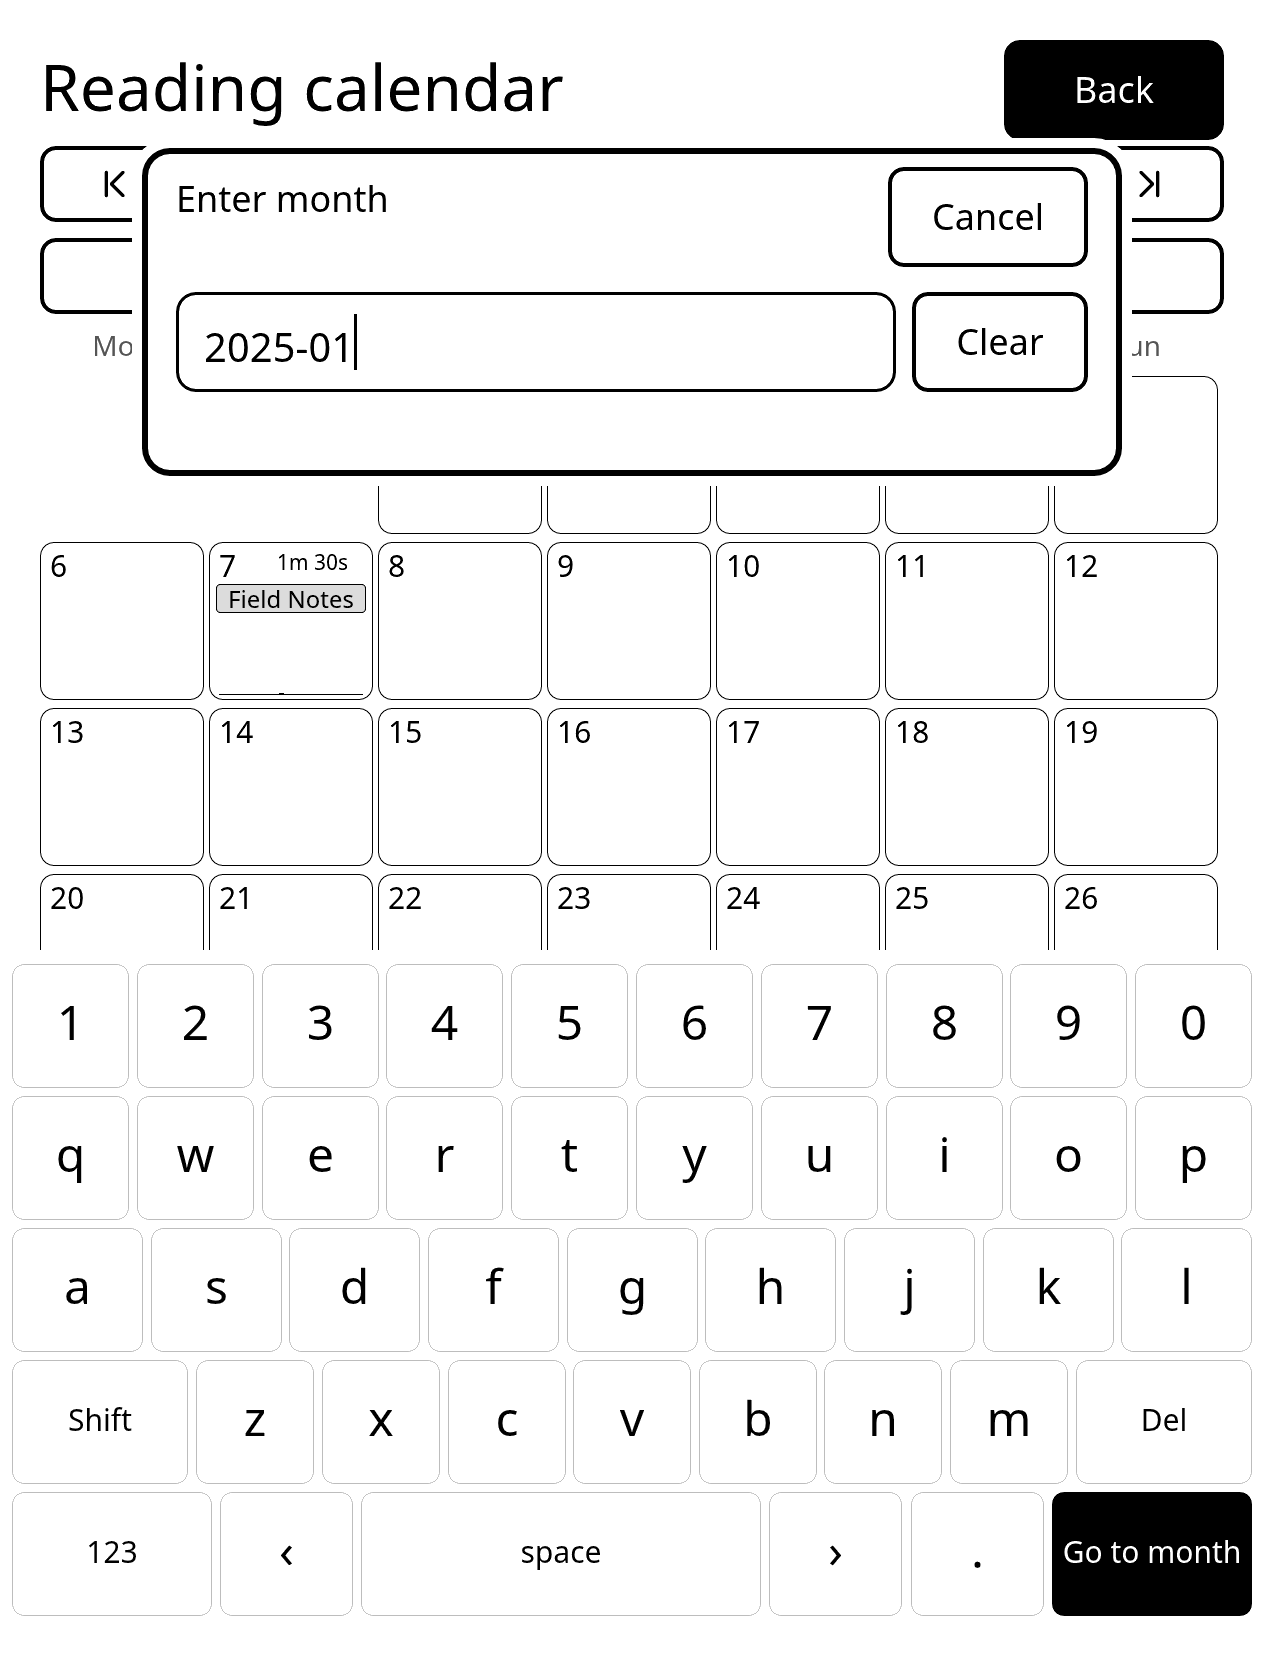 Reading calendar
Back
Enter month
Cancel
2025-01
Clear
Mo
un
6
7 1m 30s
Field Notes
8
9
10
11
12
13
14
15
16
17
18
19
20
21
22
23
24
25
26
1 2 3 4 5 6 7 8 9 0
q w e r t y u i o p
a s d f g h j k l
Shift z x c v b n m Del
123 ‹ space › . Go to month